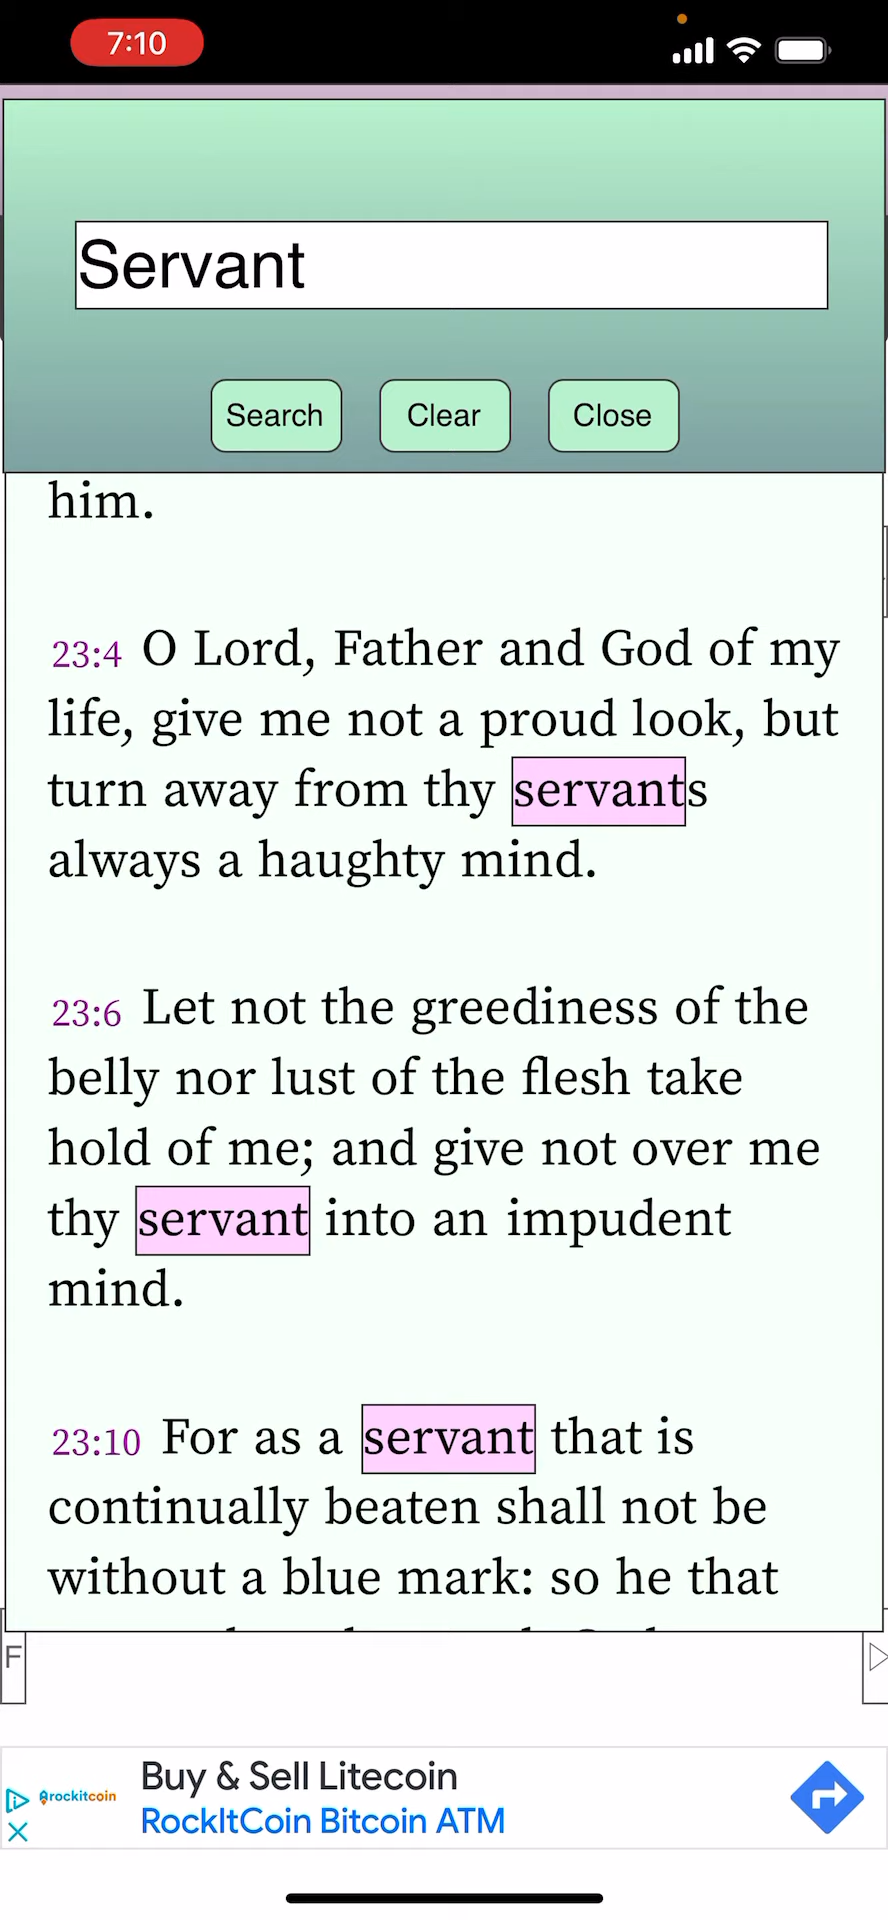 7:10
Servant
Search Clear Close
him.
23:4 O Lord, Father and God of my
life, give me not a proud look, but
turn away from thy servants
always a haughty mind.
23:6 Let not the greediness of the
belly nor lust of the flesh take
hold of me; and give not over me
thy servant into an impudent
mind.
23:10 For as a servant that is
continually beaten shall not be
without a blue mark: so he that
F
Buy & Sell Litecoin
rockitcoin
RockItCoin Bitcoin ATM